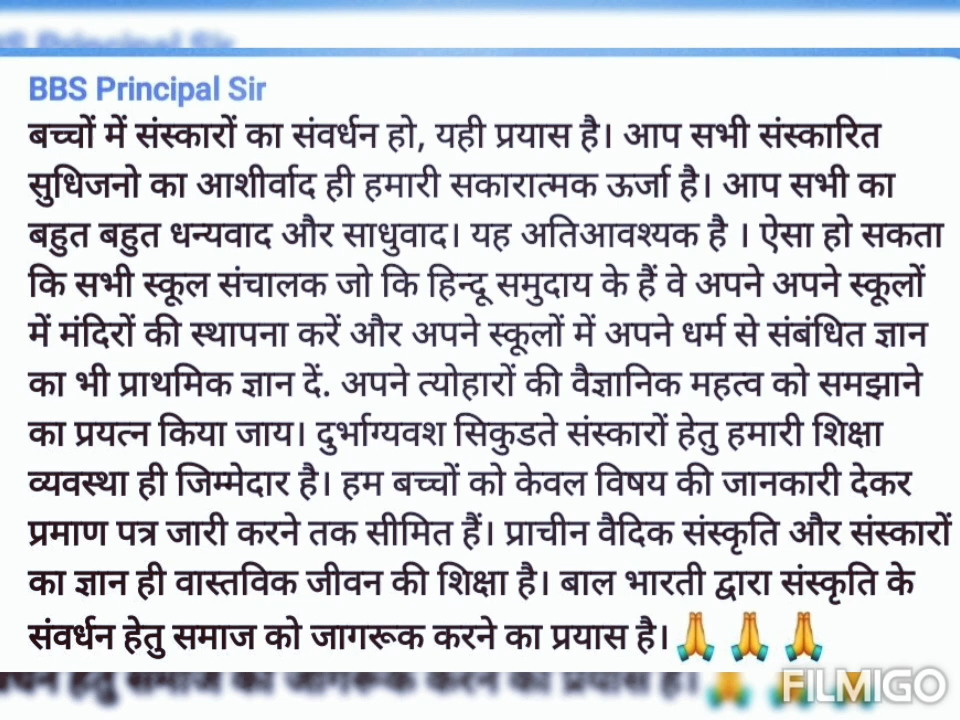 BBS Principal Sir
बच्चों में संस्कारों का संवर्धन हो, यही प्रयास है। आप सभी संस्कारित
सुधिजनो का आशीर्वाद ही हमारी सकारात्मक ऊर्जा है। आप सभी का
बहुत बहुत धन्यवाद और साधुवाद। यह अतिआवश्यक है । ऐसा हो सकता
कि सभी स्कूल संचालक जो कि हिन्दू समुदाय के हैं वे अपने अपने स्कूलों
में मंदिरों की स्थापना करें और अपने स्कूलों में अपने धर्म से संबंधित ज्ञान
का भी प्राथमिक ज्ञान दें. अपने त्योहारों की वैज्ञानिक महत्व को समझाने
का प्रयत्न किया जाय। दुर्भाग्यवश सिकुडते संस्कारों हेतु हमारी शिक्षा
व्यवस्था ही जिम्मेदार है। हम बच्चों को केवल विषय की जानकारी देकर
प्रमाण पत्र जारी करने तक सीमित हैं। प्राचीन वैदिक संस्कृति और संस्कारों
का ज्ञान ही वास्तविक जीवन की शिक्षा है। बाल भारती द्वारा संस्कृति के
संवर्धन हेतु समाज को जागरूक करने का प्रयास है।🙏🙏🙏
FILMIGO